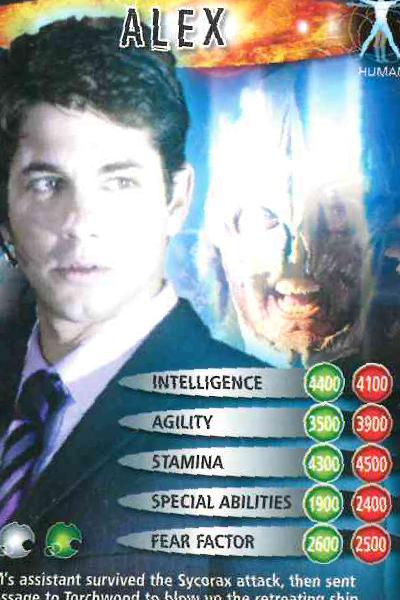 ALEX
HUMAN
INTELLIGENCE 4400 4100
AGILITY 3500 3900
STAMINA 4300 4500
SPECIAL ABILITIES 1900 2400
FEAR FACTOR 2600 2500
M's assistant survived the Sycorax attack, then sent
ssage to Torchwood to blow up the retreating ship